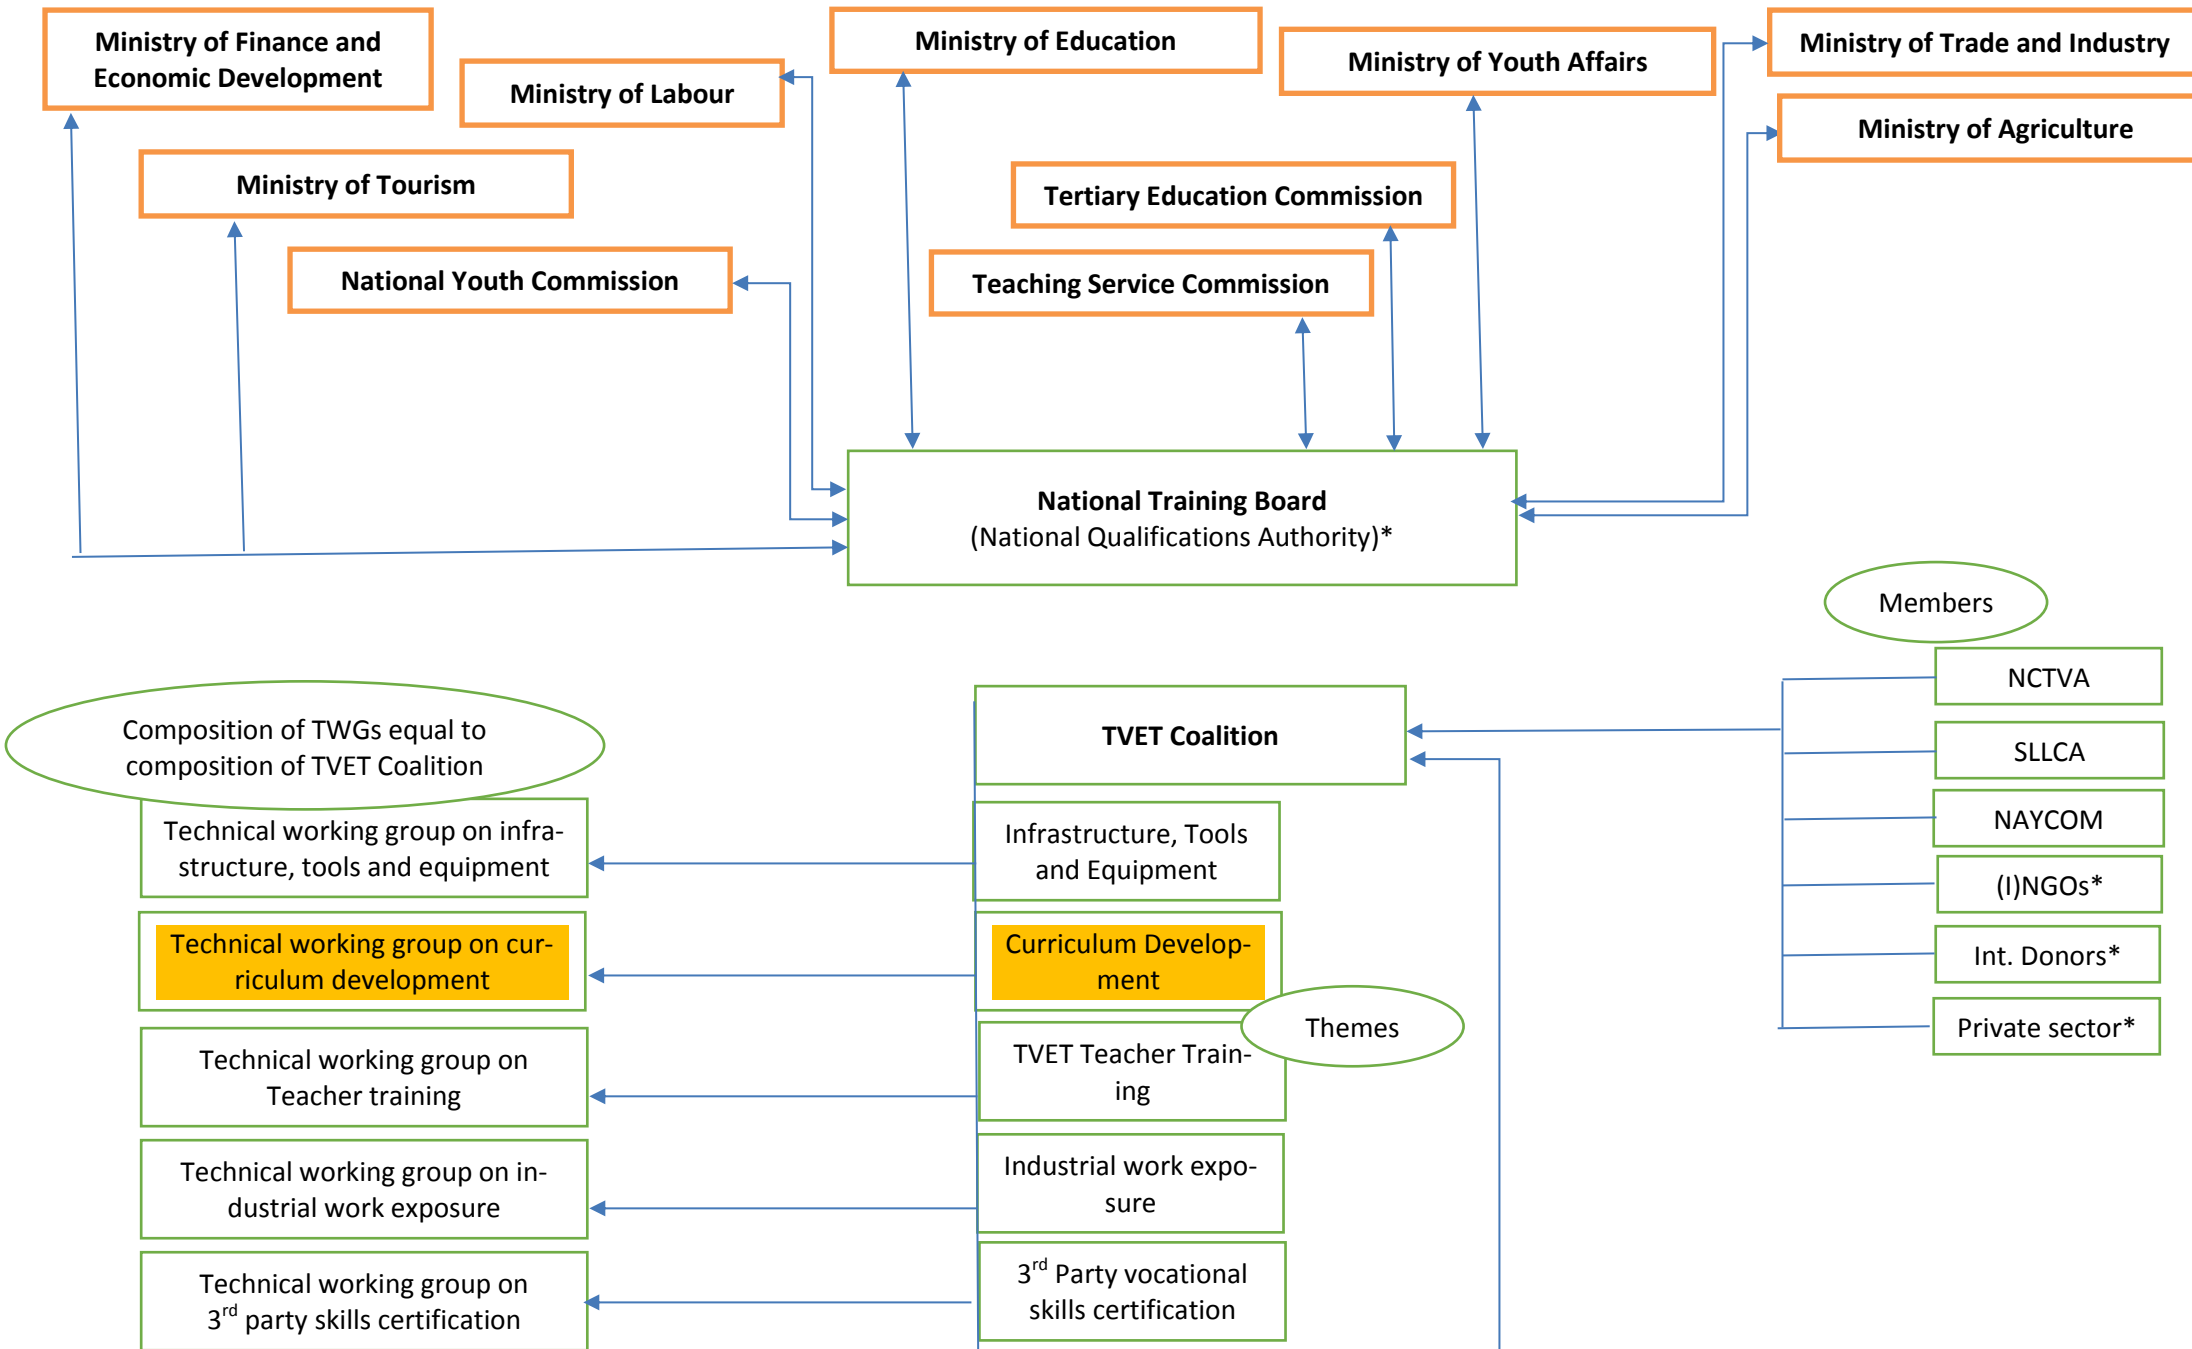 Ministry of Finance and
Economic Development
Ministry of Labour
Ministry of Education
Ministry of Youth Affairs
Ministry of Trade and Industry
Ministry of Agriculture
Ministry of Tourism
Tertiary Education Commission
National Youth Commission
Teaching Service Commission
National Training Board
(National Qualifications Authority)*
Members
NCTVA
SLLCA
NAYCOM
(I)NGOs*
Int. Donors*
Private sector*
TVET Coalition
Infrastructure, Tools
and Equipment
Curriculum Develop-
ment
Themes
TVET Teacher Train-
ing
Industrial work expo-
sure
3rd Party vocational
skills certification
Composition of TWGs equal to
composition of TVET Coalition
Technical working group on infra-
structure, tools and equipment
Technical working group on cur-
riculum development
Technical working group on
Teacher training
Technical working group on in-
dustrial work exposure
Technical working group on
3rd party skills certification